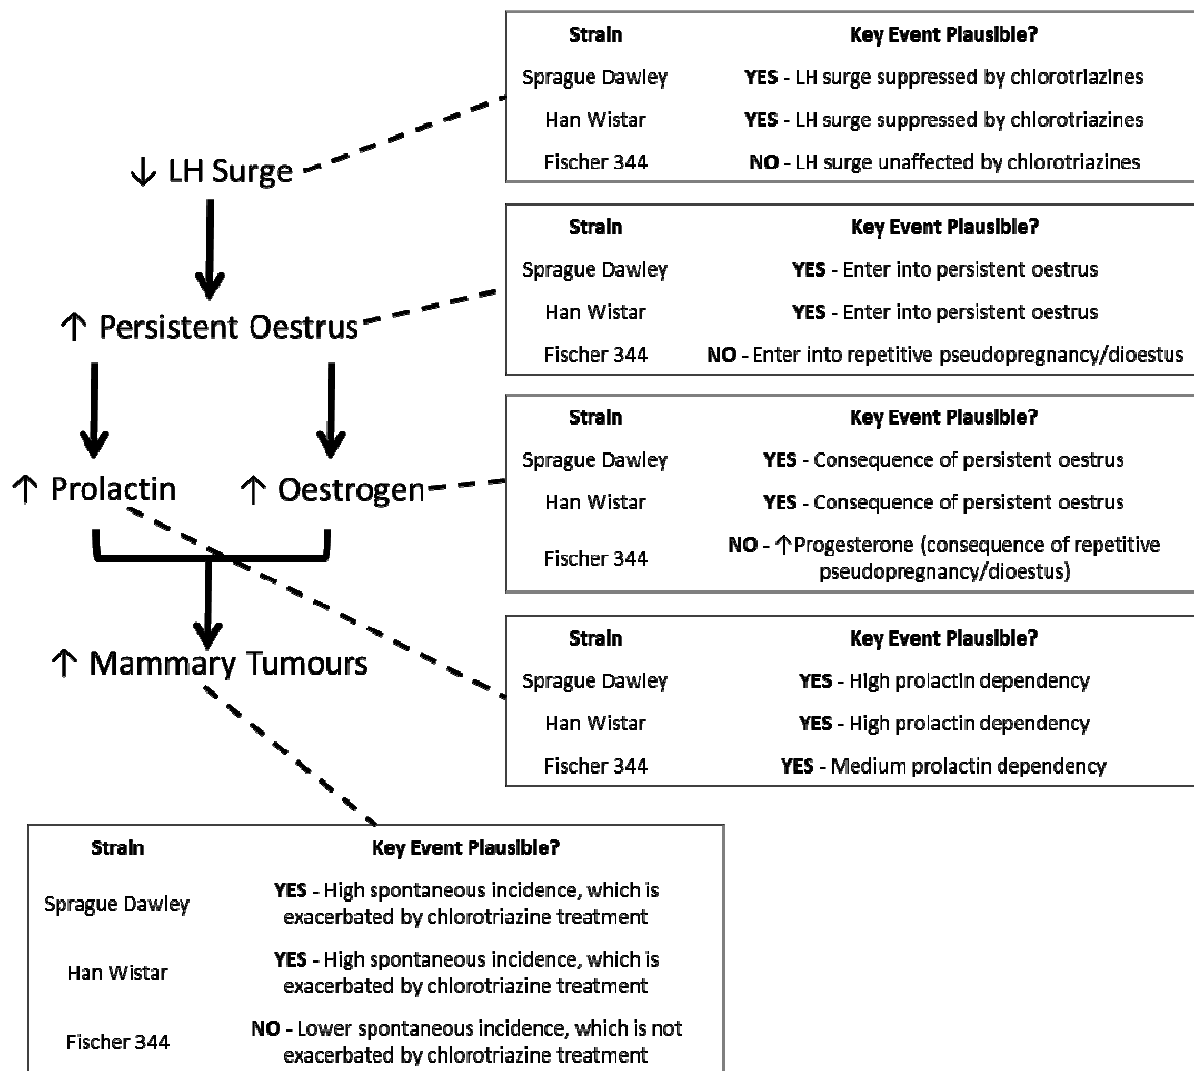 Strain Key Event Plausible?
Sprague Dawley YES - LH surge suppressed by chlorotriazines
Han Wistar YES - LH surge suppressed by chlorotriazines
Fischer 344 NO - LH surge unaffected by chlorotriazines
↓ LH Surge
Strain Key Event Plausible?
Sprague Dawley YES - Enter into persistent oestrus
Han Wistar YES - Enter into persistent oestrus
Fischer 344 NO - Enter into repetitive pseudopregnancy/dioestus
↑ Persistent Oestrus
Strain Key Event Plausible?
Sprague Dawley YES - Consequence of persistent oestrus
Han Wistar YES - Consequence of persistent oestrus
Fischer 344 NO - ↑Progesterone (consequence of repetitive
pseudopregnancy/dioestus)
↑ Prolactin ↑ Oestrogen
Strain Key Event Plausible?
Sprague Dawley YES - High prolactin dependency
Han Wistar YES - High prolactin dependency
Fischer 344 YES - Medium prolactin dependency
↑ Mammary Tumours
Strain Key Event Plausible?
Sprague Dawley YES - High spontaneous incidence, which is
exacerbated by chlorotriazine treatment
Han Wistar YES - High spontaneous incidence, which is
exacerbated by chlorotriazine treatment
Fischer 344 NO - Lower spontaneous incidence, which is not
exacerbated by chlorotriazine treatment